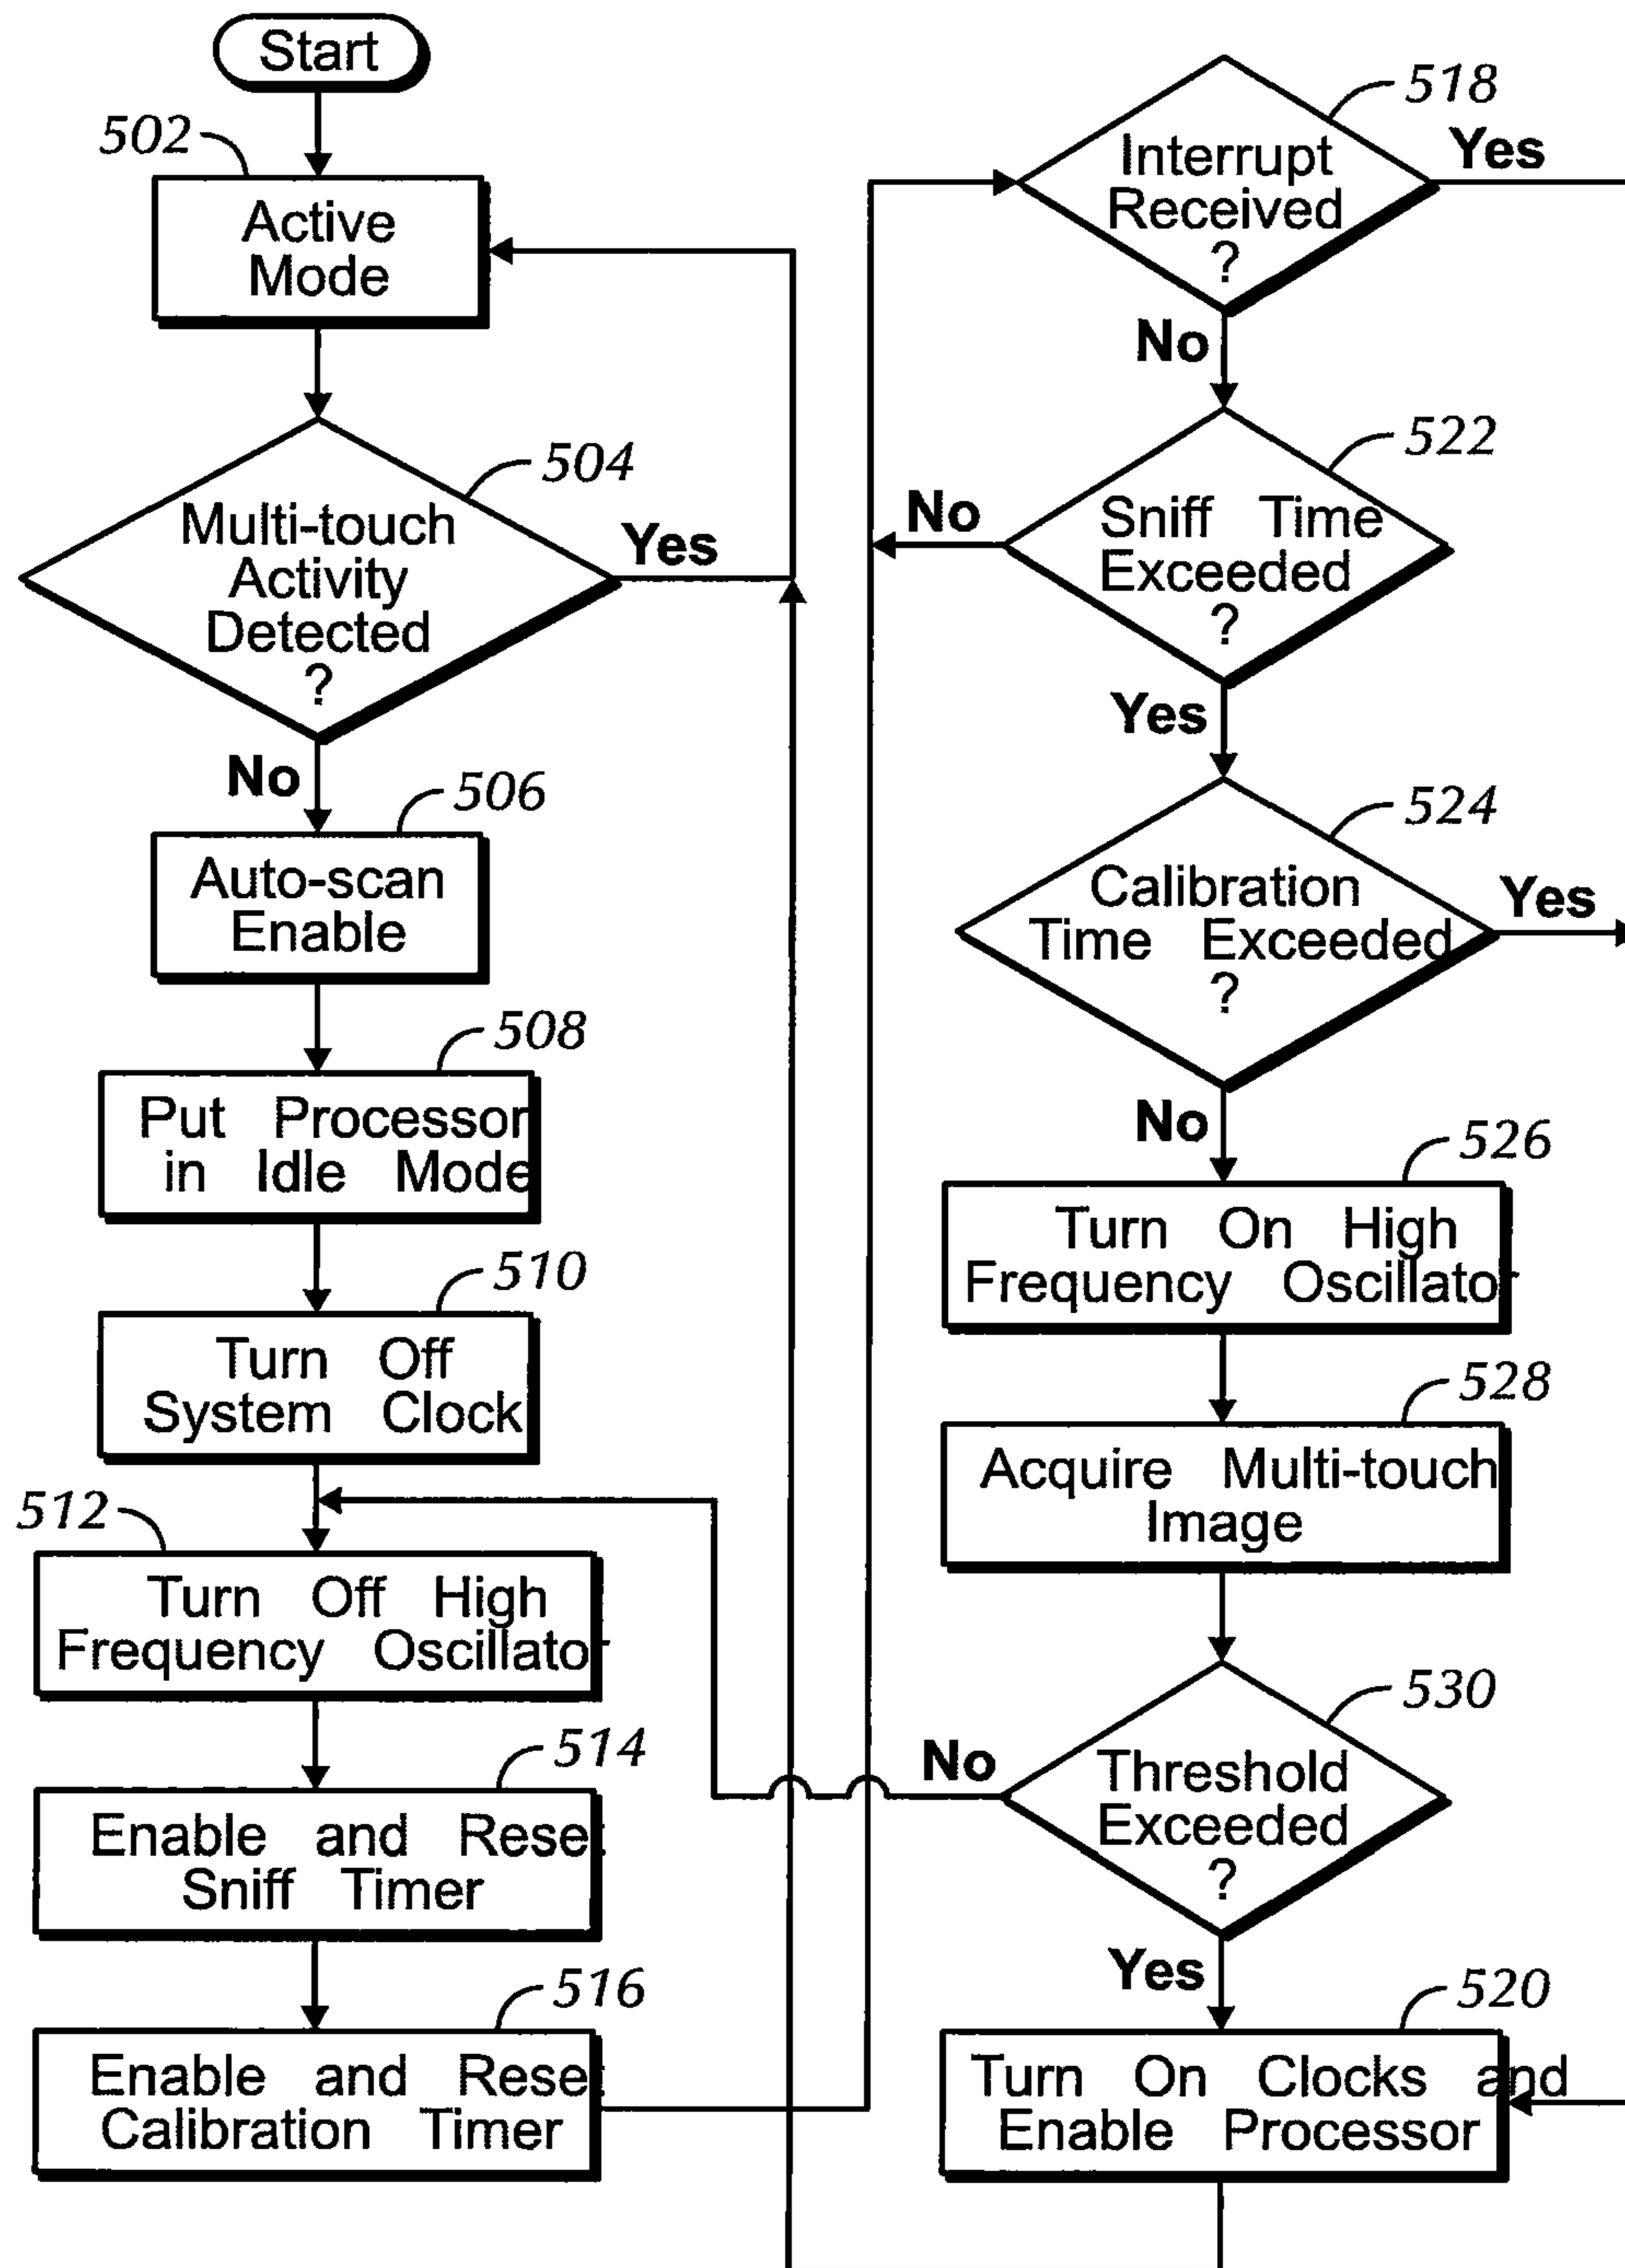 Start
502
Active
Mode
504
Multi-touch
Activity
Detected
?
Yes
No
506
Auto-scan
Enable
508
Put Processor
in Idle Mode
510
Turn Off
System Clock
512
Turn Off High
Frequency Oscillator
514
Enable and Reset
Sniff Timer
516
Enable and Reset
Calibration Timer
518
Interrupt
Received
?
Yes
No
522
Sniff Time
Exceeded
?
No
Yes
524
Calibration
Time Exceeded
?
Yes
No
526
Turn On High
Frequency Oscillator
528
Acquire Multi-touch
Image
530
Threshold
Exceeded
?
No
Yes
520
Turn On Clocks and
Enable Processor